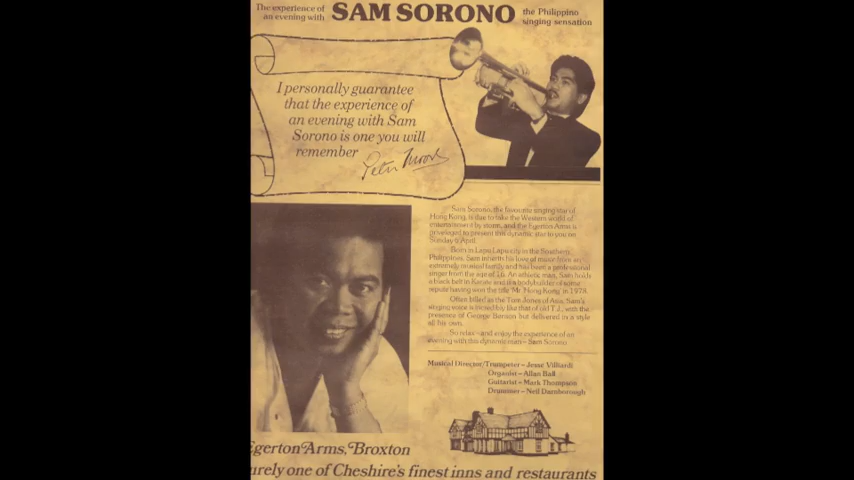 The experience of
an evening with
SAM SORONO
the Philippino
singing sensation
I personally guarantee
that the experience of
an evening with Sam
Sorono is one you will
remember
Peter Moore
Sam Sorono, the favourite singing star of
Hong Kong, is due to take the Western world of
entertainment by storm, and the Egerton Arms is
privileged to present this dynamic star to you on
Sunday 6 April.
Born in Lapu Lapu city in the Southern
Philippines, Sam inherits his love of music from an
extremely musical family and has been a professional
singer from the age of 15. An athletic man, Sam holds
a black belt in Karate and is a bodybuilder of some
repute having won the title 'Mr Hong Kong' in 1978.
Often billed as the Tom Jones of Asia, Sam's
singing voice is incredibly like that of old T.J., with the
presence of George Benson but delivered in a style
all his own.
So relax – and enjoy the experience of an
evening with this dynamic man – Sam Sorono
Musical Director/Trumpeter – Jesse Villiardi
Organist – Allan Ball
Guitarist – Mark Thompson
Drummer – Neil Darnborough
Egerton Arms, Broxton
urely one of Cheshire's finest inns and restaurants